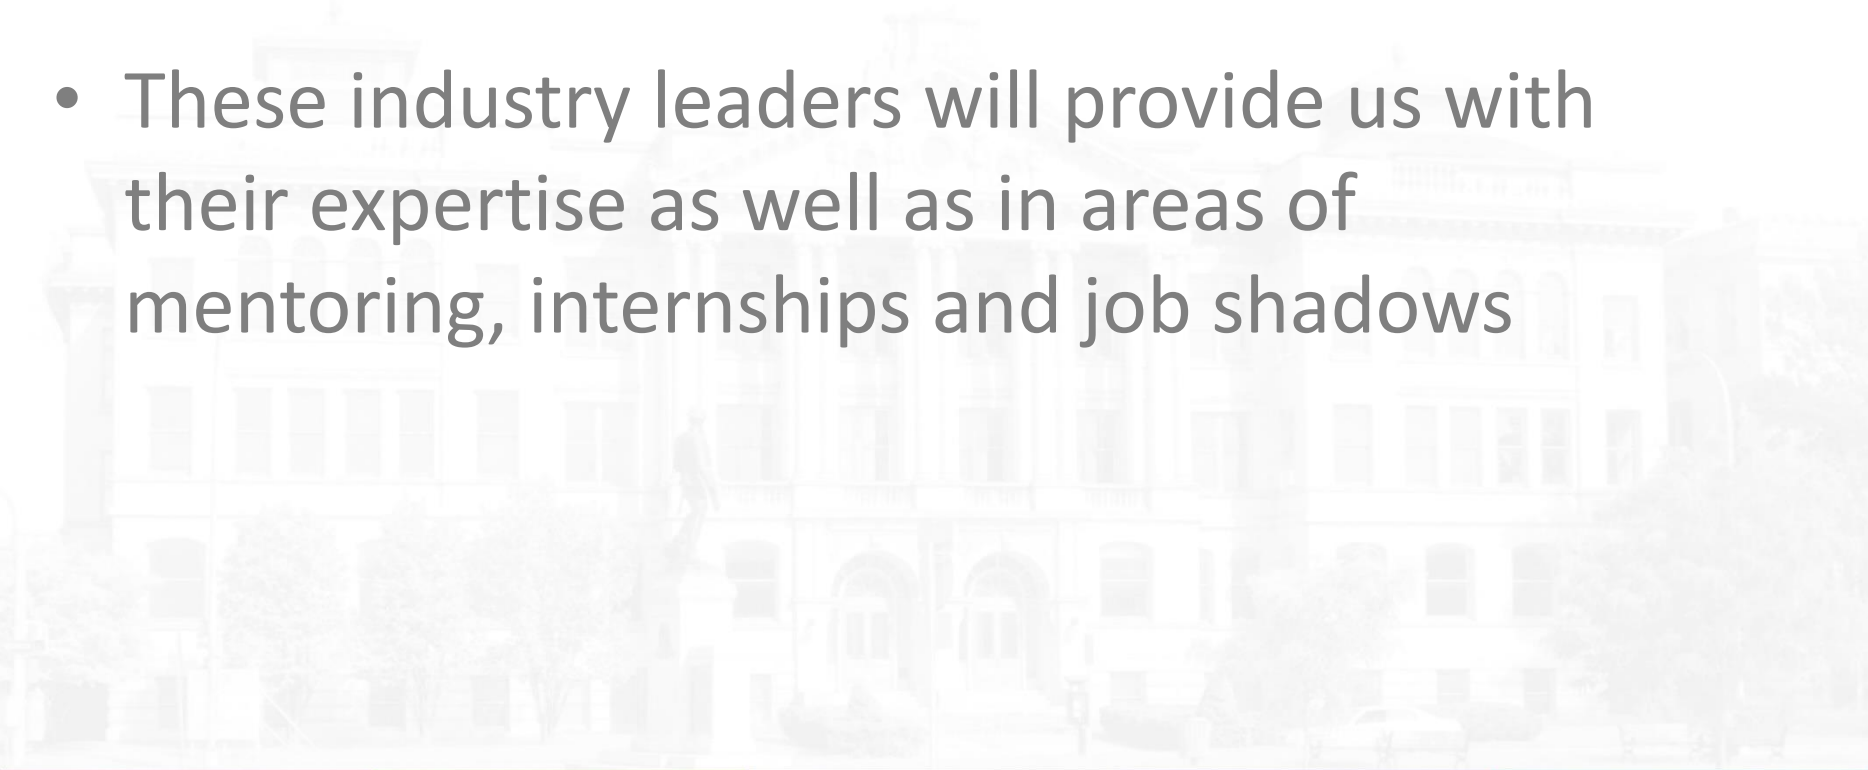 • These industry leaders will provide us with
their expertise as well as in areas of
mentoring, internships and job shadows